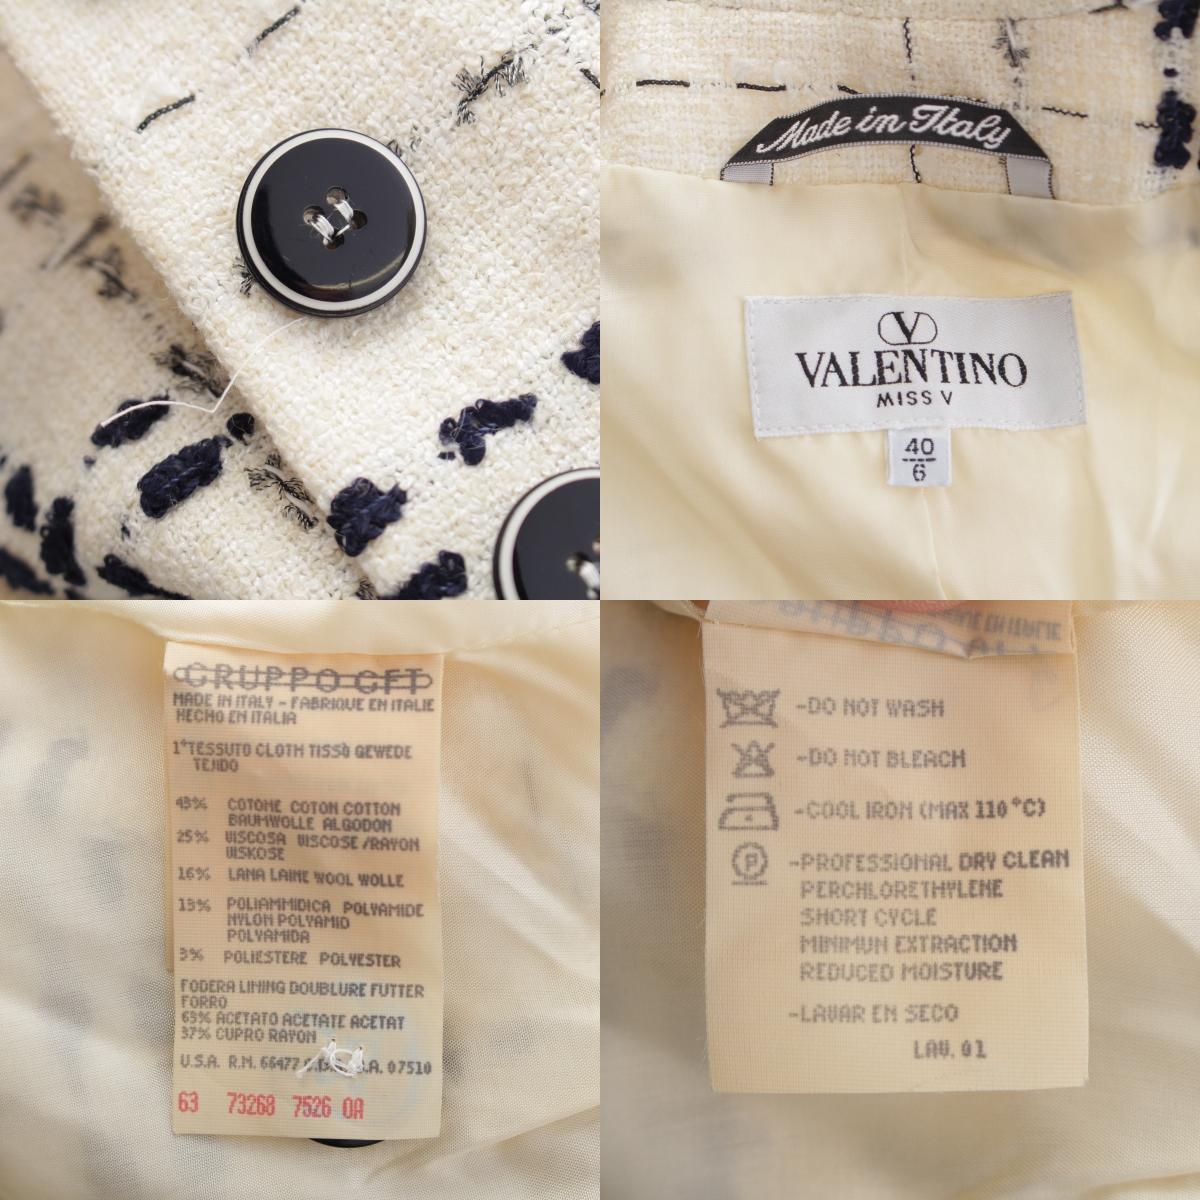 Made in Italy
V
VALENTINO
MISS V
40
6
GRUPPO GFT
MADE IN ITALY - FABRIQUE EN ITALIE
HECHO EN ITALIA
1°TESSUTO CLOTH TISSÙ GEWEDE
TEJIDO
43% COTONE COTON COTTON
BAUMWOLLE ALGODON
25% VISCOSA VISCOSE/RAYON
VISKOSE
16% LANA LAINE WOOL WOLLE
13% POLIAMMIDICA POLYAMIDE
NYLON POLYAMID
POLYAMIDA
3% POLIESTERE POLYESTER
FODERA LINING DOUBLURE FUTTER
FORRO
63% ACETATO ACETATE ACETAT
37% CUPRO RAYON
U.S.A. R.N. 66477 .A. 07510
63 73268 7526 0A
-DO NOT WASH
-DO NOT BLEACH
-COOL IRON (MAX 110°C)
P
-PROFESSIONAL DRY CLEAN
PERCHLORETHYLENE
SHORT CYCLE
MINIMUN EXTRACTION
REDUCED MOISTURE
-LAVAR EN SECO
LAV. 01